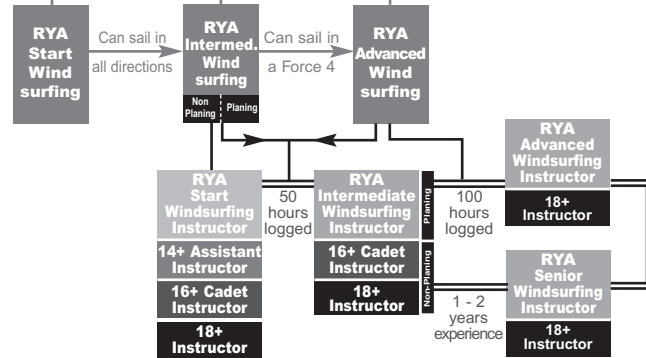 RYA
Start
Wind
surfing
Can sail in
all directions
RYA
Intermed.
Wind
surfing
Non
Planing
Planing
Can sail in
a Force 4
RYA
Advanced
Wind
surfing
RYA
Start
Windsurfing
Instructor
14+ Assistant
Instructor
16+ Cadet
Instructor
18+
Instructor
50
hours
logged
RYA
Intermediate
Windsurfing
Instructor
16+ Cadet
Instructor
18+
Instructor
Planing
Non-Planing
100
hours
logged
RYA
Advanced
Windsurfing
Instructor
18+
Instructor
1 - 2
years
experience
RYA
Senior
Windsurfing
Instructor
18+
Instructor